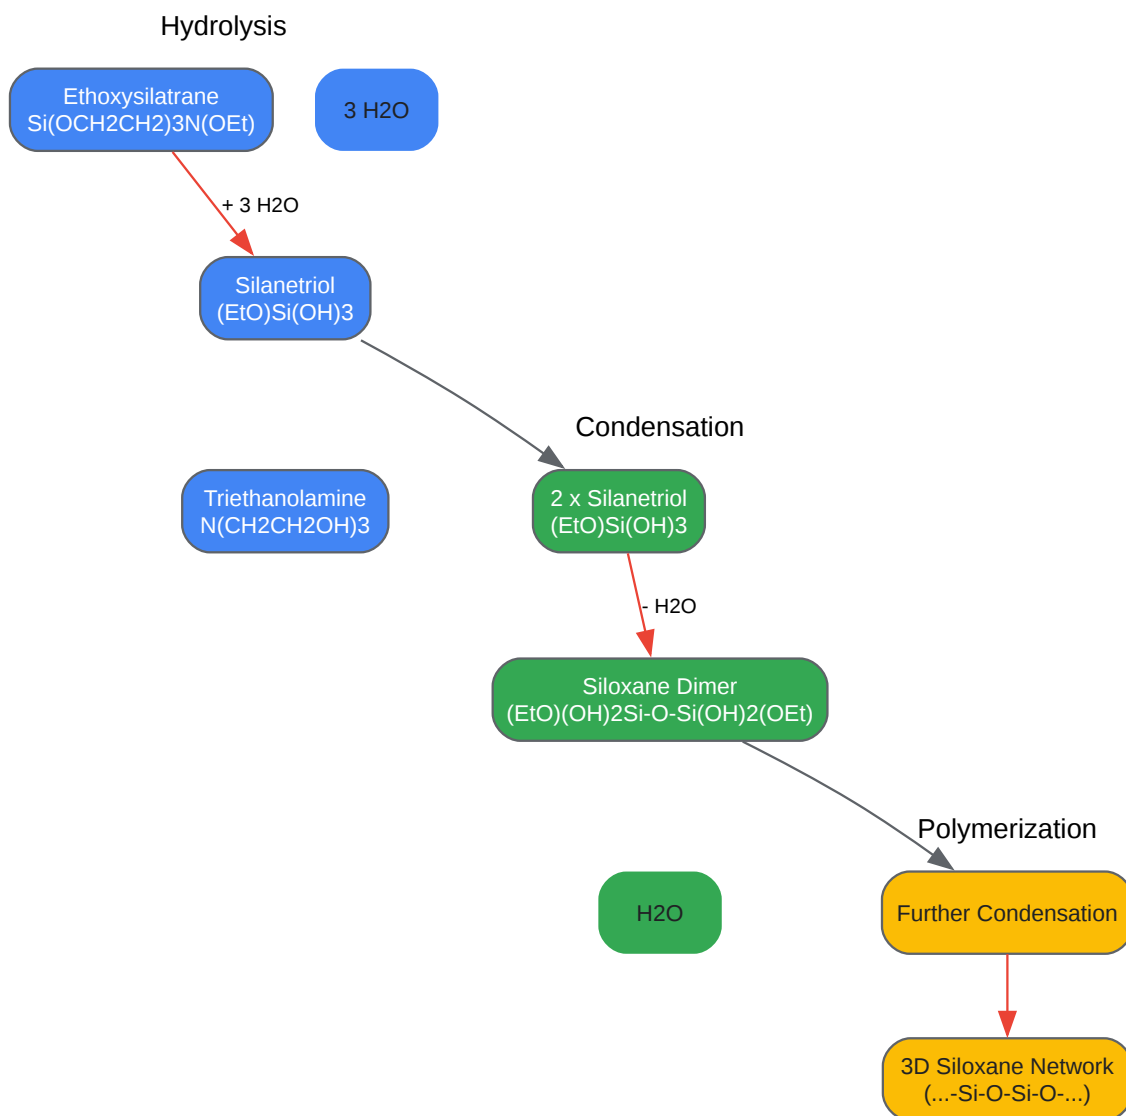 Hydrolysis
Ethoxysilatrane
Si(OCH2CH2)3N(OEt)
3 H2O
+ 3 H2O
Silanetriol
(EtO)Si(OH)3
Condensation
Triethanolamine
N(CH2CH2OH)3
2 x Silanetriol
(EtO)Si(OH)3
- H2O
Siloxane Dimer
(EtO)(OH)2Si-O-Si(OH)2(OEt)
Polymerization
H2O
Further Condensation
3D Siloxane Network
(...-Si-O-Si-O-...)